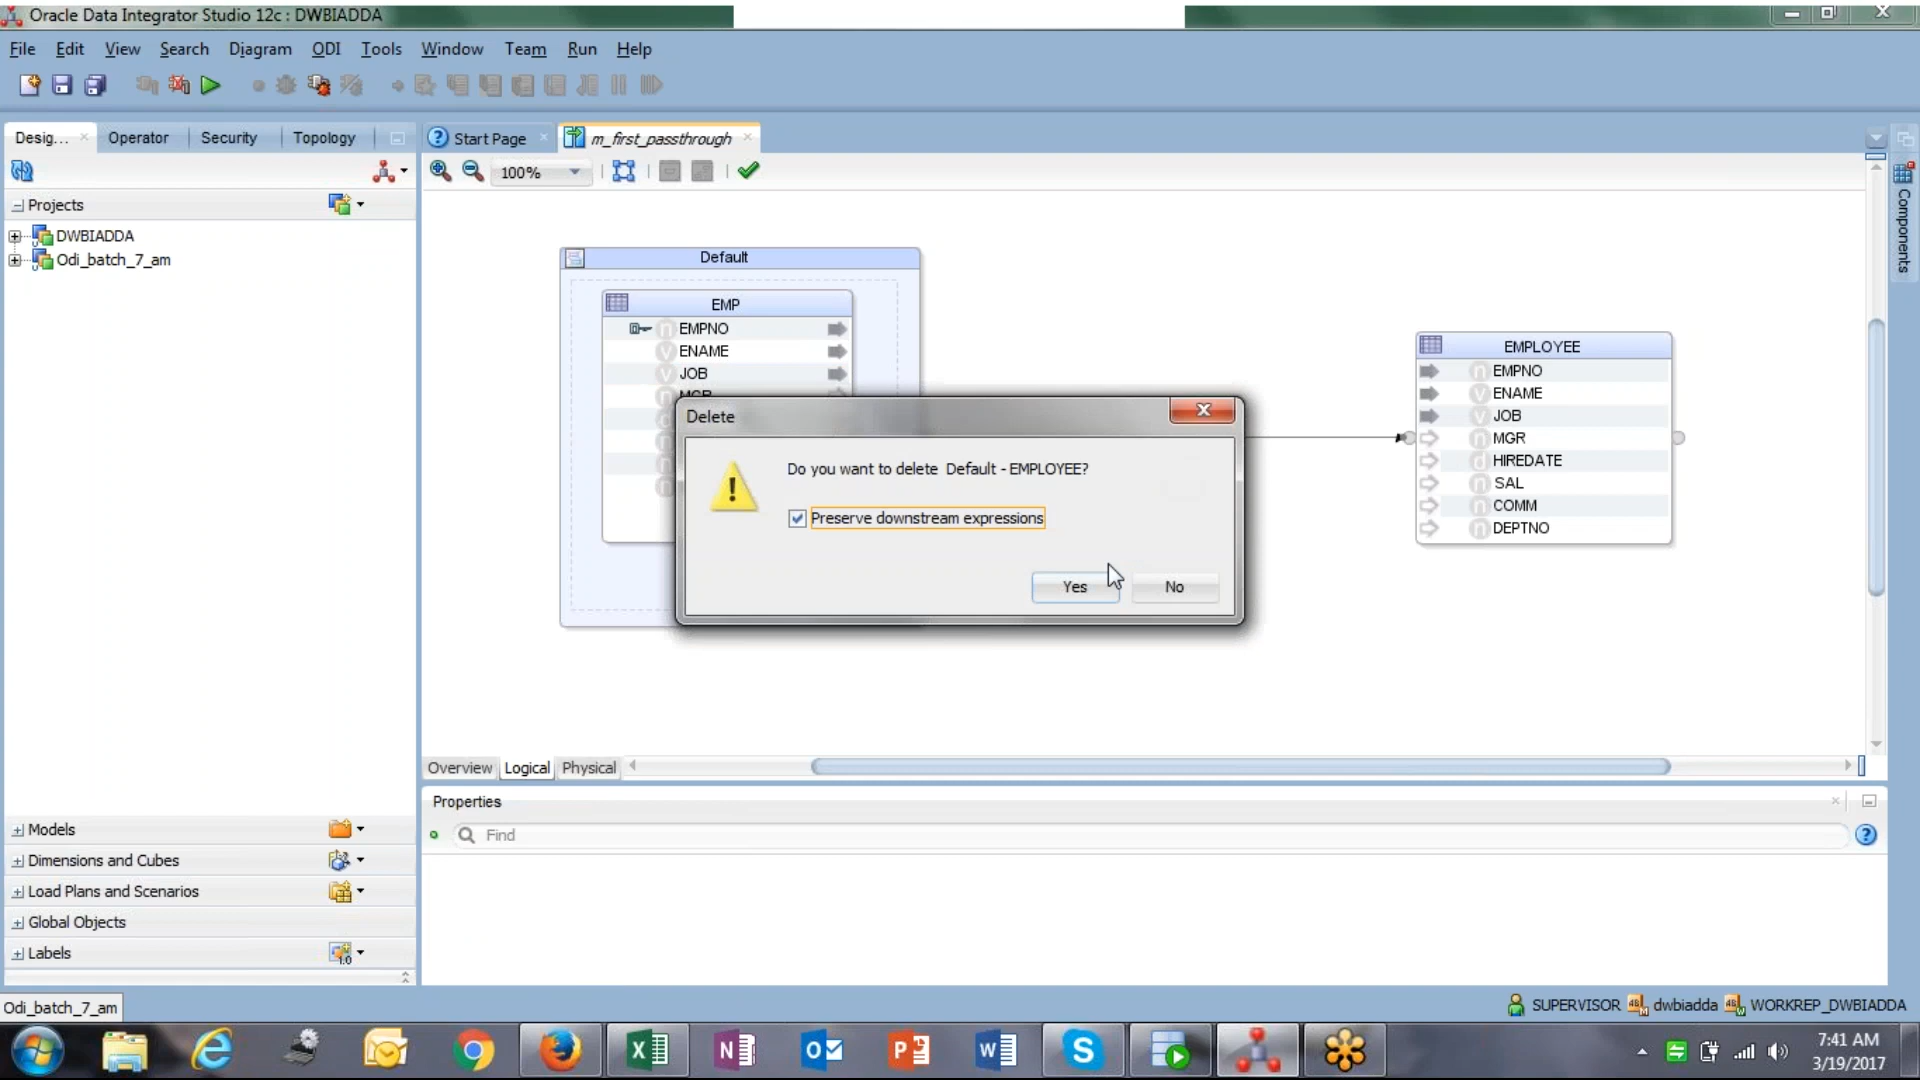 Oracle Data Integrator Studio 12c : DWBIADDA
File Edit View Search Diagram ODI Tools Window Team Run Help
Desig... Operator Security Topology
Start Page m_first_passthrough
100%
Projects
DWBIADDA
Odi_batch_7_am
Components
Default
EMP
EMPNO
ENAME
JOB
MGR
EMPLOYEE
EMPNO
ENAME
JOB
MGR
HIREDATE
SAL
COMM
DEPTNO
Delete
Do you want to delete Default - EMPLOYEE?
Preserve downstream expressions
Yes No
Overview Logical Physical
Properties
Find
Models
Dimensions and Cubes
Load Plans and Scenarios
Global Objects
Labels
Odi_batch_7_am
SUPERVISOR dwbiadda WORKREP_DWBIADDA
7:41 AM
3/19/2017